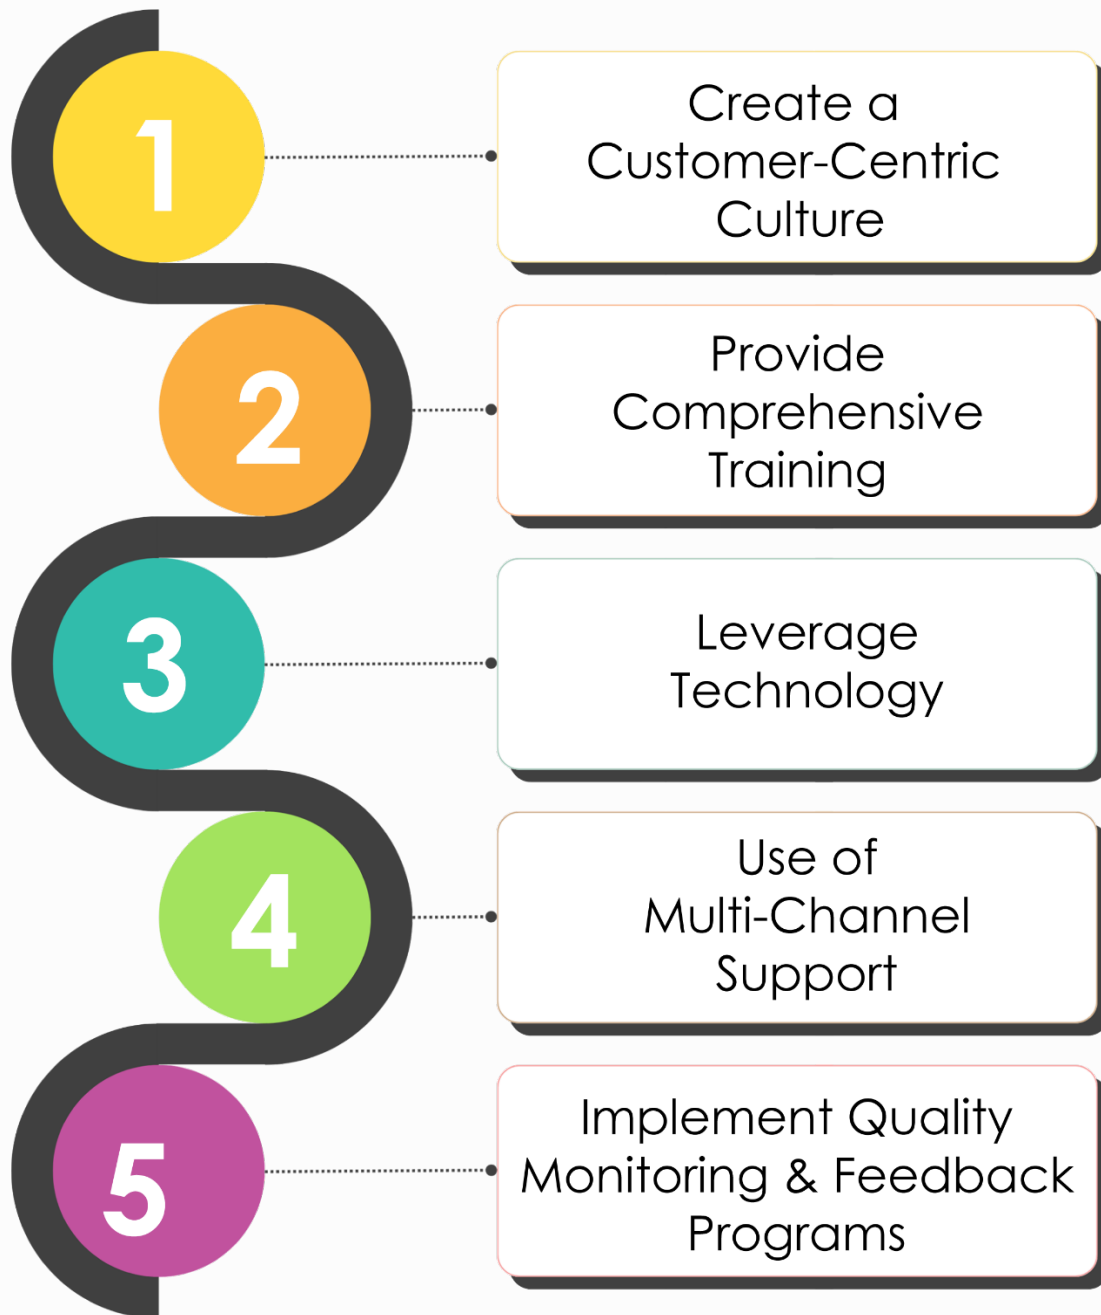 1
Create a
Customer-Centric
Culture
2
Provide
Comprehensive
Training
3
Leverage
Technology
4
Use of
Multi-Channel
Support
5
Implement Quality
Monitoring & Feedback
Programs